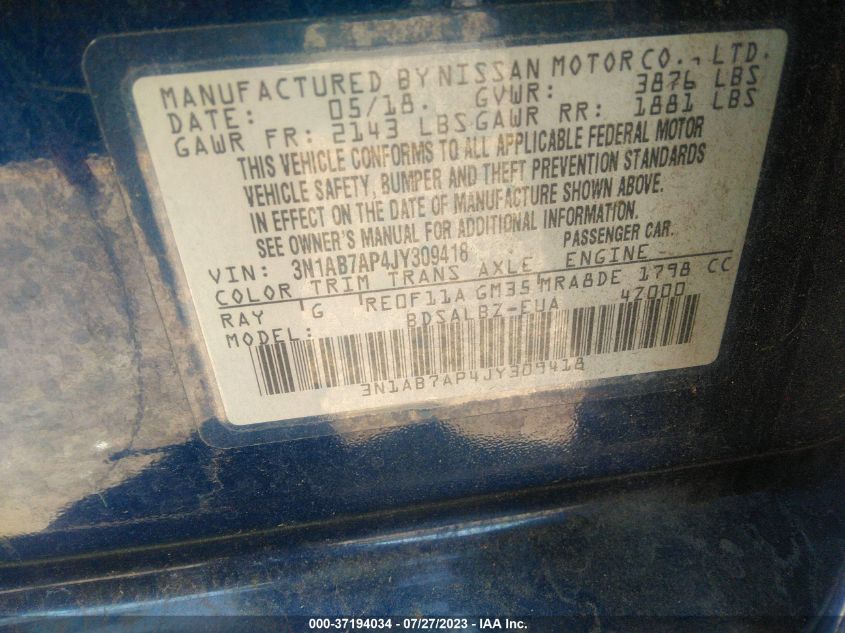 MANUFACTURED BY NISSAN MOTOR CO., LTD.
DATE: 05/18. GVWR: 3876 LBS
GAWR FR: 2143 LBS GAWR RR: 1881 LBS
THIS VEHICLE CONFORMS TO ALL APPLICABLE FEDERAL MOTOR
VEHICLE SAFETY, BUMPER AND THEFT PREVENTION STANDARDS
IN EFFECT ON THE DATE OF MANUFACTURE SHOWN ABOVE.
SEE OWNER'S MANUAL FOR ADDITIONAL INFORMATION.
VIN: 3N1AB7AP4JY309418 PASSENGER CAR.
COLOR TRIM TRANS AXLE ENGINE
RAY G RE0F11A GM35 MRA8DE 1798 CC
MODEL: BDSALBZ-EUA 47000
3N1AB7AP4JY309418
000-37194034 - 07/27/2023 - © IAA Inc.